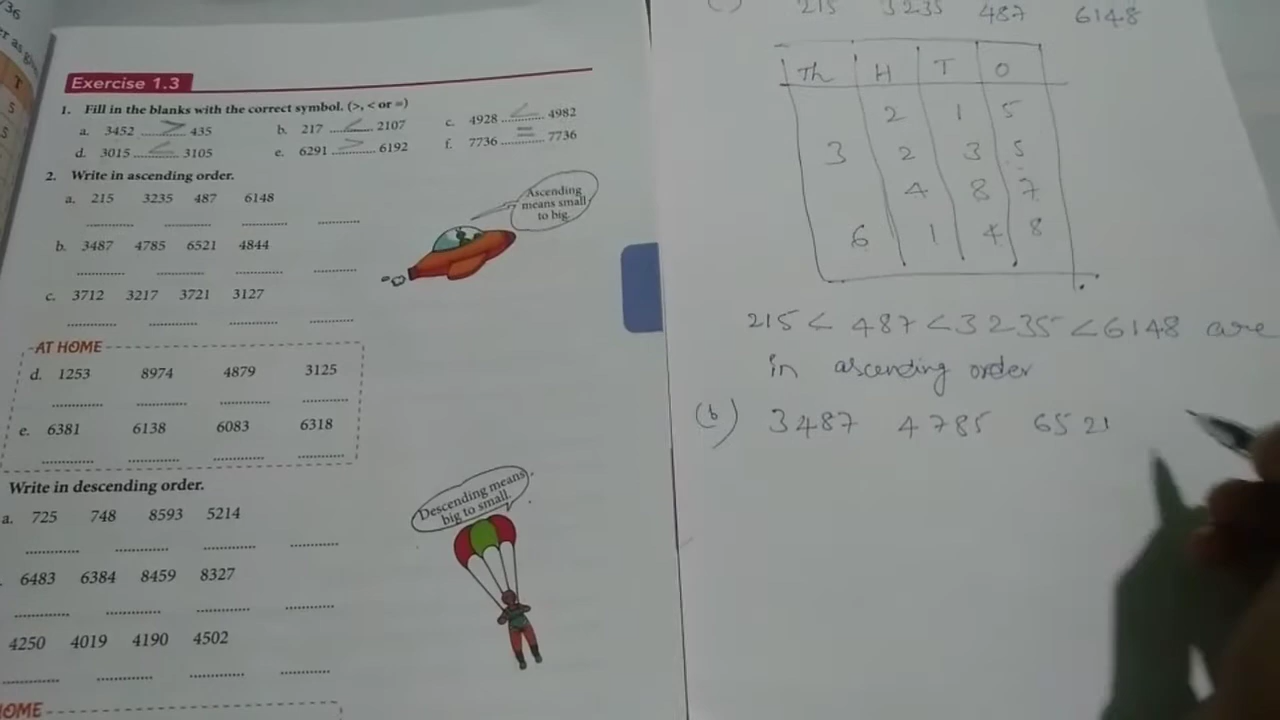 736
T
5
5
Exercise 1.3
1. Fill in the blanks with the correct symbol. (>, < or =)
a. 3452 ...>... 435 b. 217 ...<... 2107 c. 4928 ...<... 4982
d. 3015 ...<... 3105 e. 6291 ...>... 6192 f. 7736 ...=... 7736
2. Write in ascending order.
a. 215 3235 487 6148
b. 3487 4785 6521 4844
c. 3712 3217 3721 3127
Ascending
means small
to big.
AT HOME
d. 1253 8974 4879 3125
e. 6381 6138 6083 6318
Write in descending order.
a. 725 748 8593 5214
6483 6384 8459 8327
4250 4019 4190 4502
Descending means
big to small.
HOME
215 3235 487 6148
Th H T O
2 1 5
3 2 3 5
4 8 7
6 1 4 8
215 < 487 < 3235 < 6148 are
in ascending order
(b) 3487 4785 6521